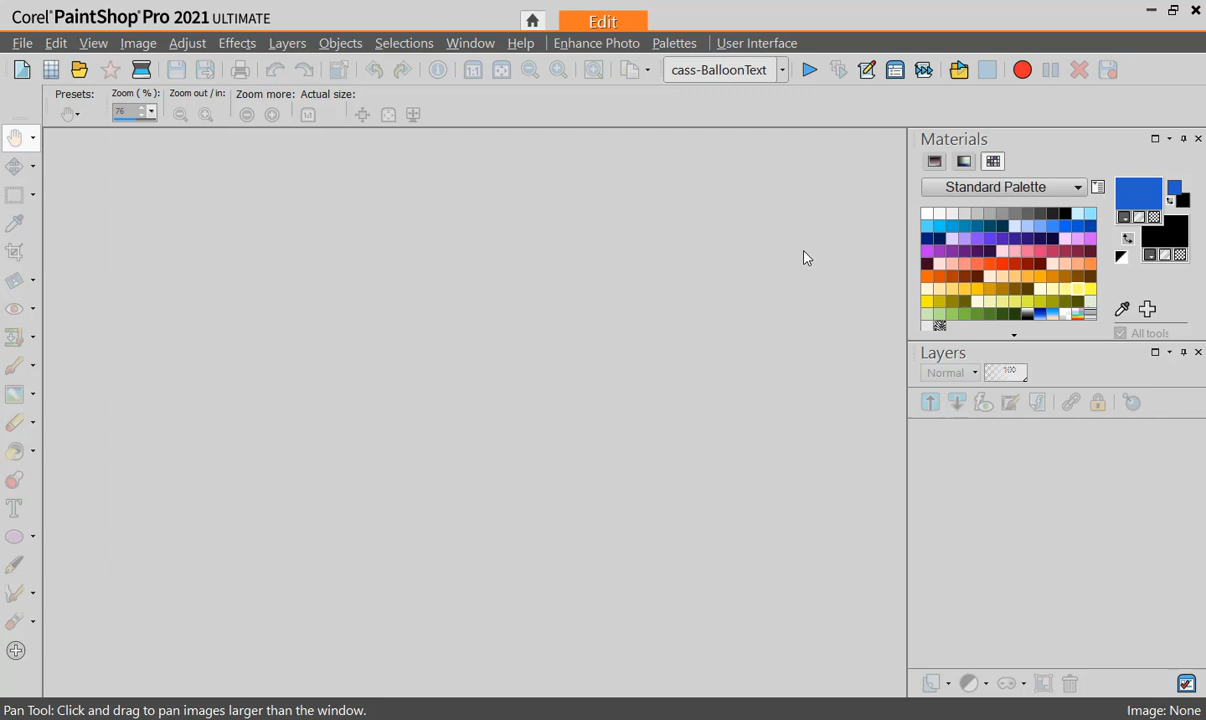 Corel® PaintShop® Pro 2021 ULTIMATE
Edit
File Edit View Image Adjust Effects Layers Objects Selections Window Help Enhance Photo Palettes User Interface
cass-BalloonText
Presets: Zoom ( % ): Zoom out / in: Zoom more: Actual size:
76
Materials
Standard Palette
All tools
Layers
Normal 100
Pan Tool: Click and drag to pan images larger than the window. Image: None